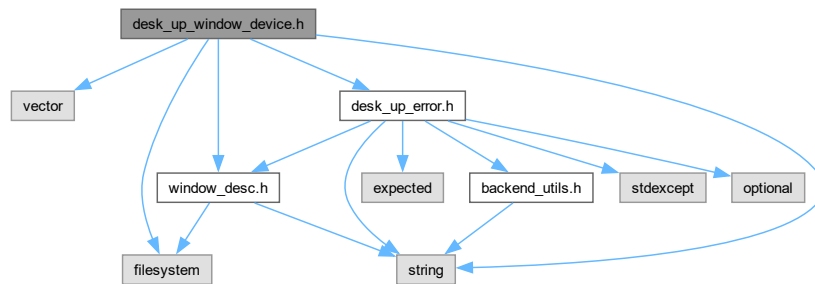 desk_up_window_device.h
vector
desk_up_error.h
window_desc.h
expected
backend_utils.h
stdexcept
optional
filesystem
string